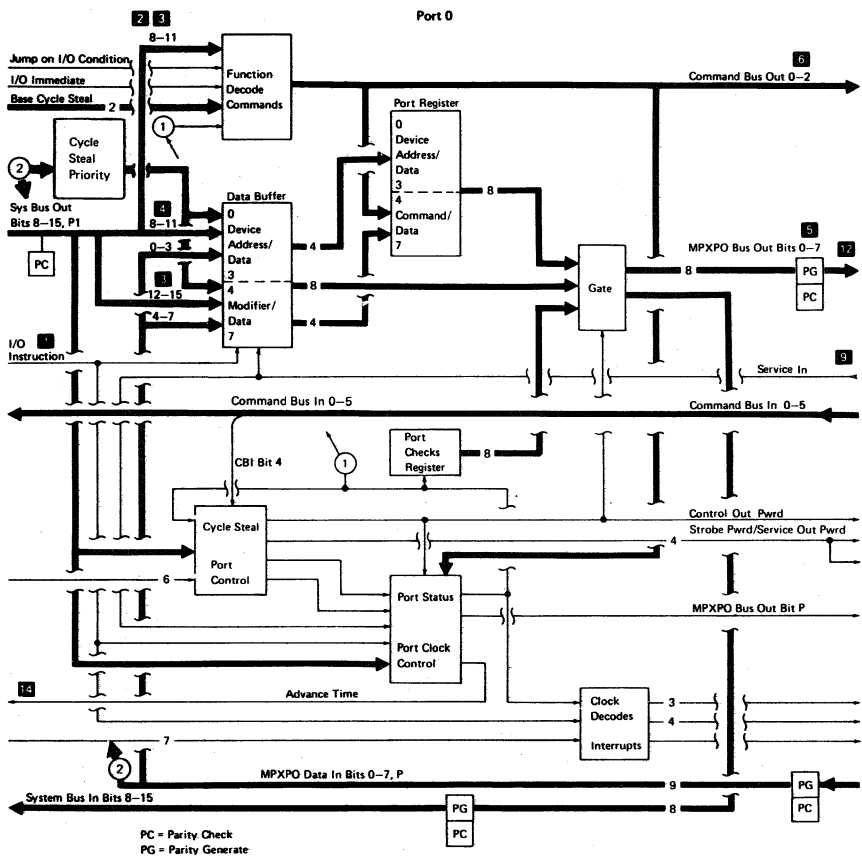 Port 0
2 3
8–11
6
Jump on I/O Condition
I/O Immediate
Base Cycle Steal
2
Function
Decode
Commands
Command Bus Out 0–2
1
Cycle
Steal
Priority
2
Sys Bus Out
Bits 8–15, P1
PC
Port Register
0
Device
Address/
Data
3
4
Command/
Data
7
8
Data Buffer
4
8–11
0–3
3
12–15
4–7
0
Device
Address/
Data
3
4
Modifier/
Data
7
4
8
4
Gate
5
MPXPO Bus Out Bits 0–7
12
8
PG
PC
I/O
Instruction
1
9
Service In
Command Bus In 0–5
Command Bus In 0–5
CBI Bit 4
1
Port
Checks
Register
8
Cycle Steal
Port
Control
6
Control Out Pwrd
Strobe Pwrd/Service Out Pwrd
4
Port Status
Port Clock
Control
MPXPO Bus Out Bit P
14
Advance Time
Clock
Decodes
Interrupts
3
4
7
2
MPXPO Data In Bits 0–7, P
9
PG
PC
System Bus In Bits 8–15
PG
PC
8
PC = Parity Check
PG = Parity Generate